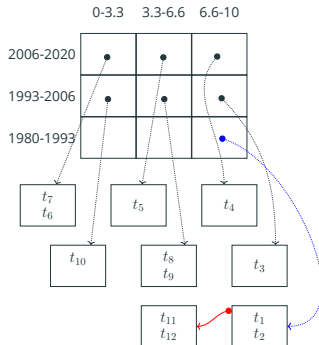 0-3.3 3.3-6.6 6.6-10
2006-2020
1993-2006
1980-1993
t₇
t₆
t₅
t₄
t₁₀
t₈
t₉
t₃
t₁₁
t₁₂
t₁
t₂